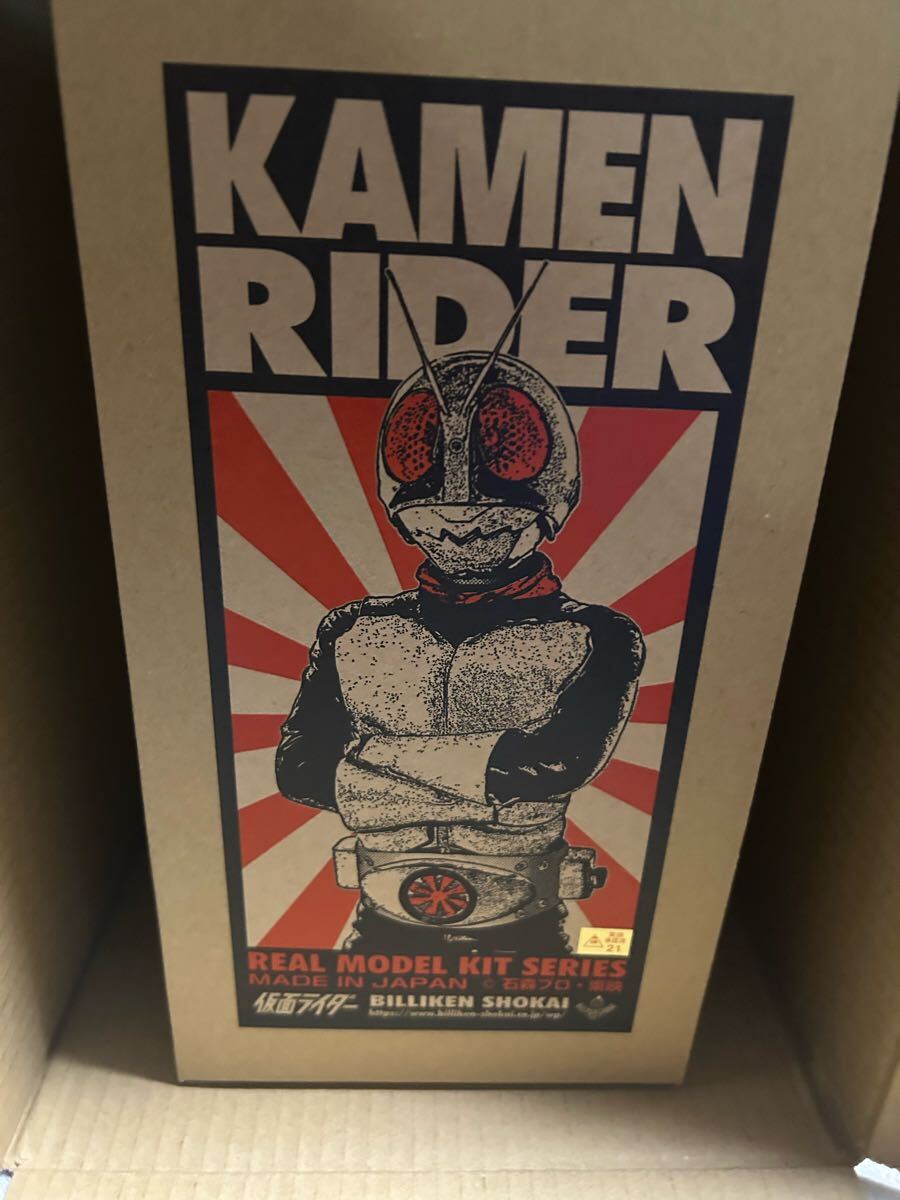 KAMEN
RIDER
REAL MODEL KIT SERIES
MADE IN JAPAN © 石森プロ・東映
仮面ライダー BILLIKEN SHOKAI
https://www.billiken-shokai.co.jp/wp/
21